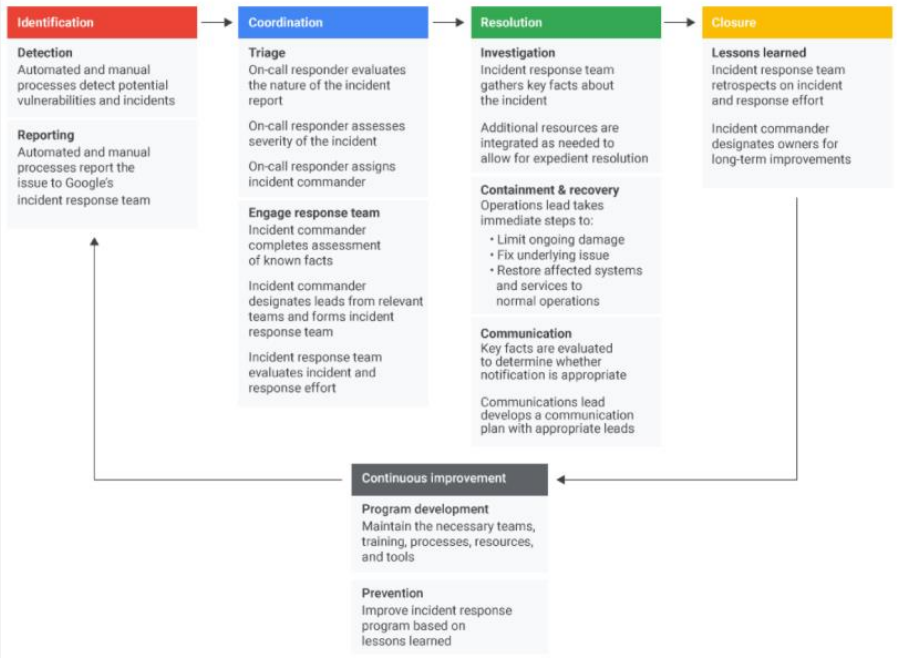 Identification
Detection
Automated and manual
processes detect potential
vulnerabilities and incidents
Reporting
Automated and manual
processes report the
issue to Google's
incident response team
Coordination
Triage
On-call responder evaluates
the nature of the incident
report
On-call responder assesses
severity of the incident
On-call responder assigns
incident commander
Engage response team
Incident commander
completes assessment
of known facts
Incident commander
designates leads from relevant
teams and forms incident
response team
Incident response team
evaluates incident and
response effort
Resolution
Investigation
Incident response team
gathers key facts about
the incident
Additional resources are
integrated as needed to
allow for expedient resolution
Containment & recovery
Operations lead takes
immediate steps to:
• Limit ongoing damage
• Fix underlying issue
• Restore affected systems
and services to
normal operations
Communication
Key facts are evaluated
to determine whether
notification is appropriate
Communications lead
develops a communication
plan with appropriate leads
Closure
Lessons learned
Incident response team
retrospects on incident
and response effort
Incident commander
designates owners for
long-term improvements
Continuous improvement
Program development
Maintain the necessary teams,
training, processes, resources,
and tools
Prevention
Improve incident response
program based on
lessons learned